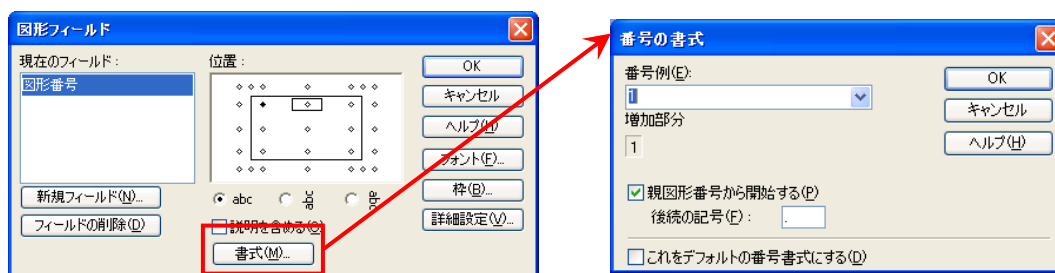 図形フィールド
現在のフィールド:
図形番号
新規フィールド(N)...
フィールドの削除(D)
位置:
abc
abc
abc
説明を含める(S)
書式(M)...
OK
キャンセル
ヘルプ(H)
フォント(F)...
枠(B)...
詳細設定(V)...
番号の書式
番号例(E):
1
増加部分
1
親図形番号から開始する(P)
後続の記号(F): .
これをデフォルトの番号書式にする(D)
OK
キャンセル
ヘルプ(H)